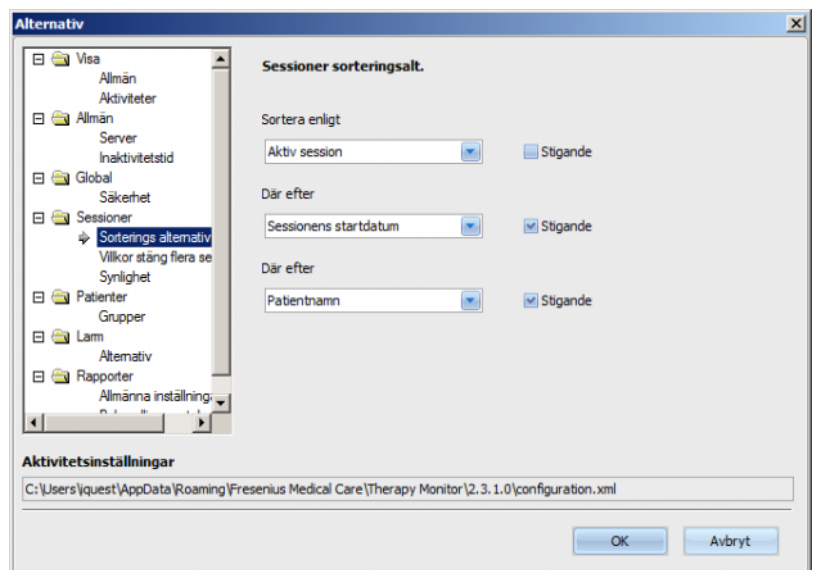 Alternativ
Visa
Allmän
Aktiviteter
Allmän
Server
Inaktivitetstid
Global
Säkerhet
Sessioner
Sorterings alternativ
Villkor stäng flera se
Synlighet
Patienter
Grupper
Larm
Alternativ
Rapporter
Allmänna inställning
Sessioner sorteringsalt.
Sortera enligt
Aktiv session Stigande
Där efter
Sessionens startdatum Stigande
Där efter
Patientnamn Stigande
Aktivitetsinställningar
C:\Users\iquest\AppData\Roaming\Fresenius Medical Care\Therapy Monitor\2.3.1.0\configuration.xml
OK Avbryt